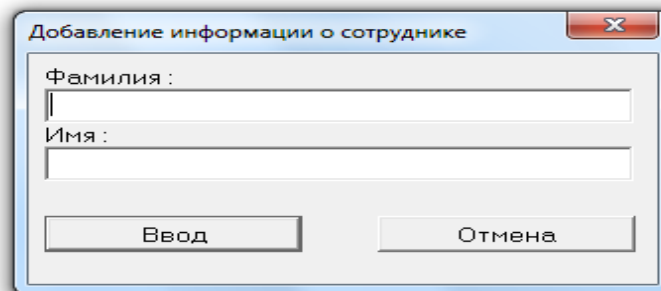 Добавление информации о сотруднике
Фамилия :
Имя :
Ввод Отмена